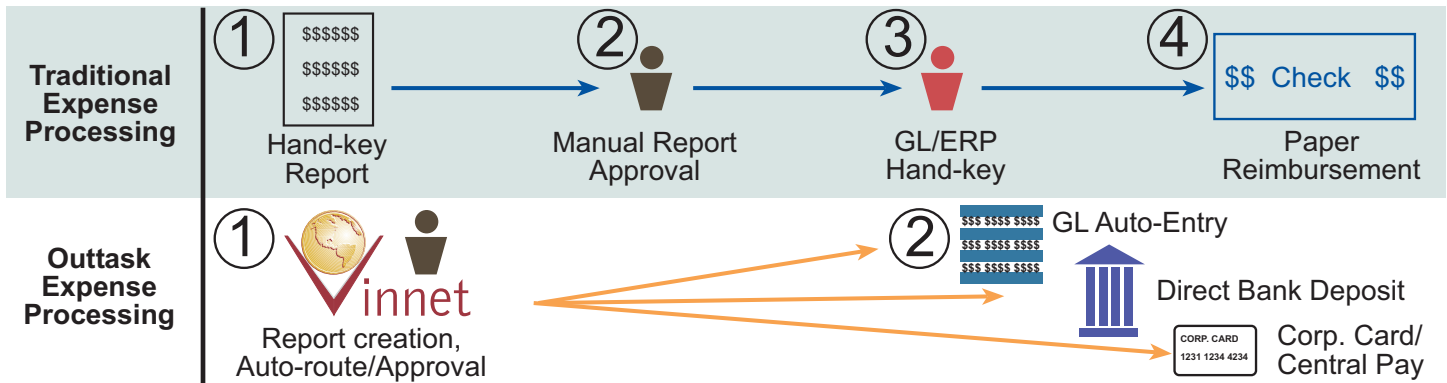 Traditional
Expense
Processing
1
$$$$$$
$$$$$$
$$$$$$
Hand-key
Report
2
Manual Report
Approval
3
GL/ERP
Hand-key
4
$$ Check $$
Paper
Reimbursement
Outtask
Expense
Processing
1
Vinnet
Report creation,
Auto-route/Approval
2
$$$ $$$$ $$$$
$$$ $$$$ $$$$
$$$ $$$$ $$$$
GL Auto-Entry
Direct Bank Deposit
CORP. CARD
1231 1234 4234
Corp. Card/
Central Pay